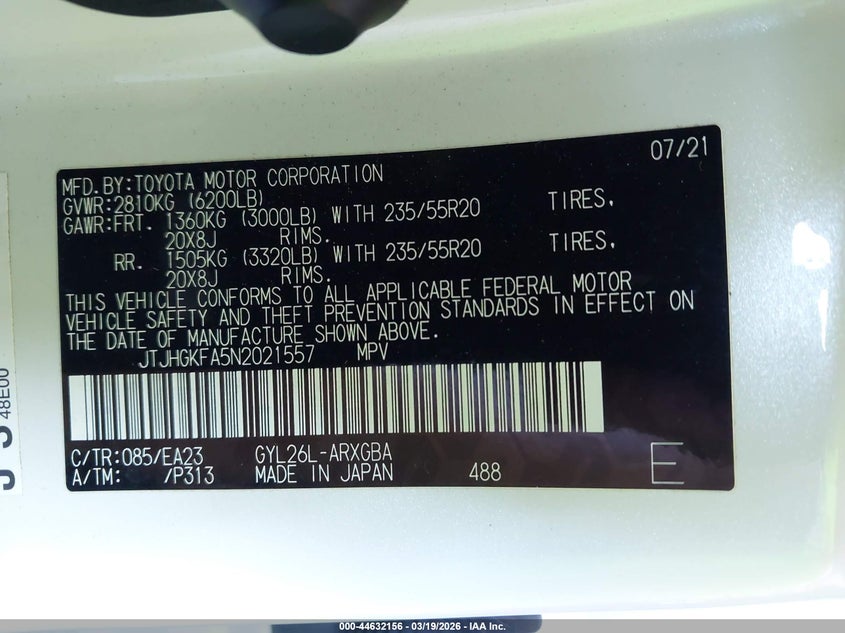 07/21
MFD.BY:TOYOTA MOTOR CORPORATION
GVWR:2810KG (6200LB)
GAWR:FRT. 1360KG (3000LB) WITH 235/55R20 TIRES,
20X8J RIMS.
RR. 1505KG (3320LB) WITH 235/55R20 TIRES,
20X8J RIMS.
THIS VEHICLE CONFORMS TO ALL APPLICABLE FEDERAL MOTOR
VEHICLE SAFETY AND THEFT PREVENTION STANDARDS IN EFFECT ON
THE DATE OF MANUFACTURE SHOWN ABOVE.
JTJHGKFA5N2021557 MPV
C/TR:085/EA23 GYL26L-ARXGBA
A/TM: /P313 MADE IN JAPAN 488 E
48E00
000-44632156 - 03/19/2026 - IAA Inc.